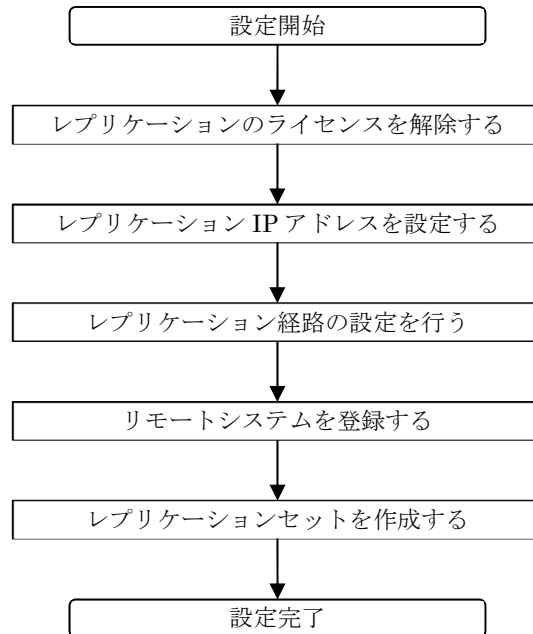 設定開始
レプリケーションのライセンスを解除する
レプリケーション IP アドレスを設定する
レプリケーション経路の設定を行う
リモートシステムを登録する
レプリケーションセットを作成する
設定完了